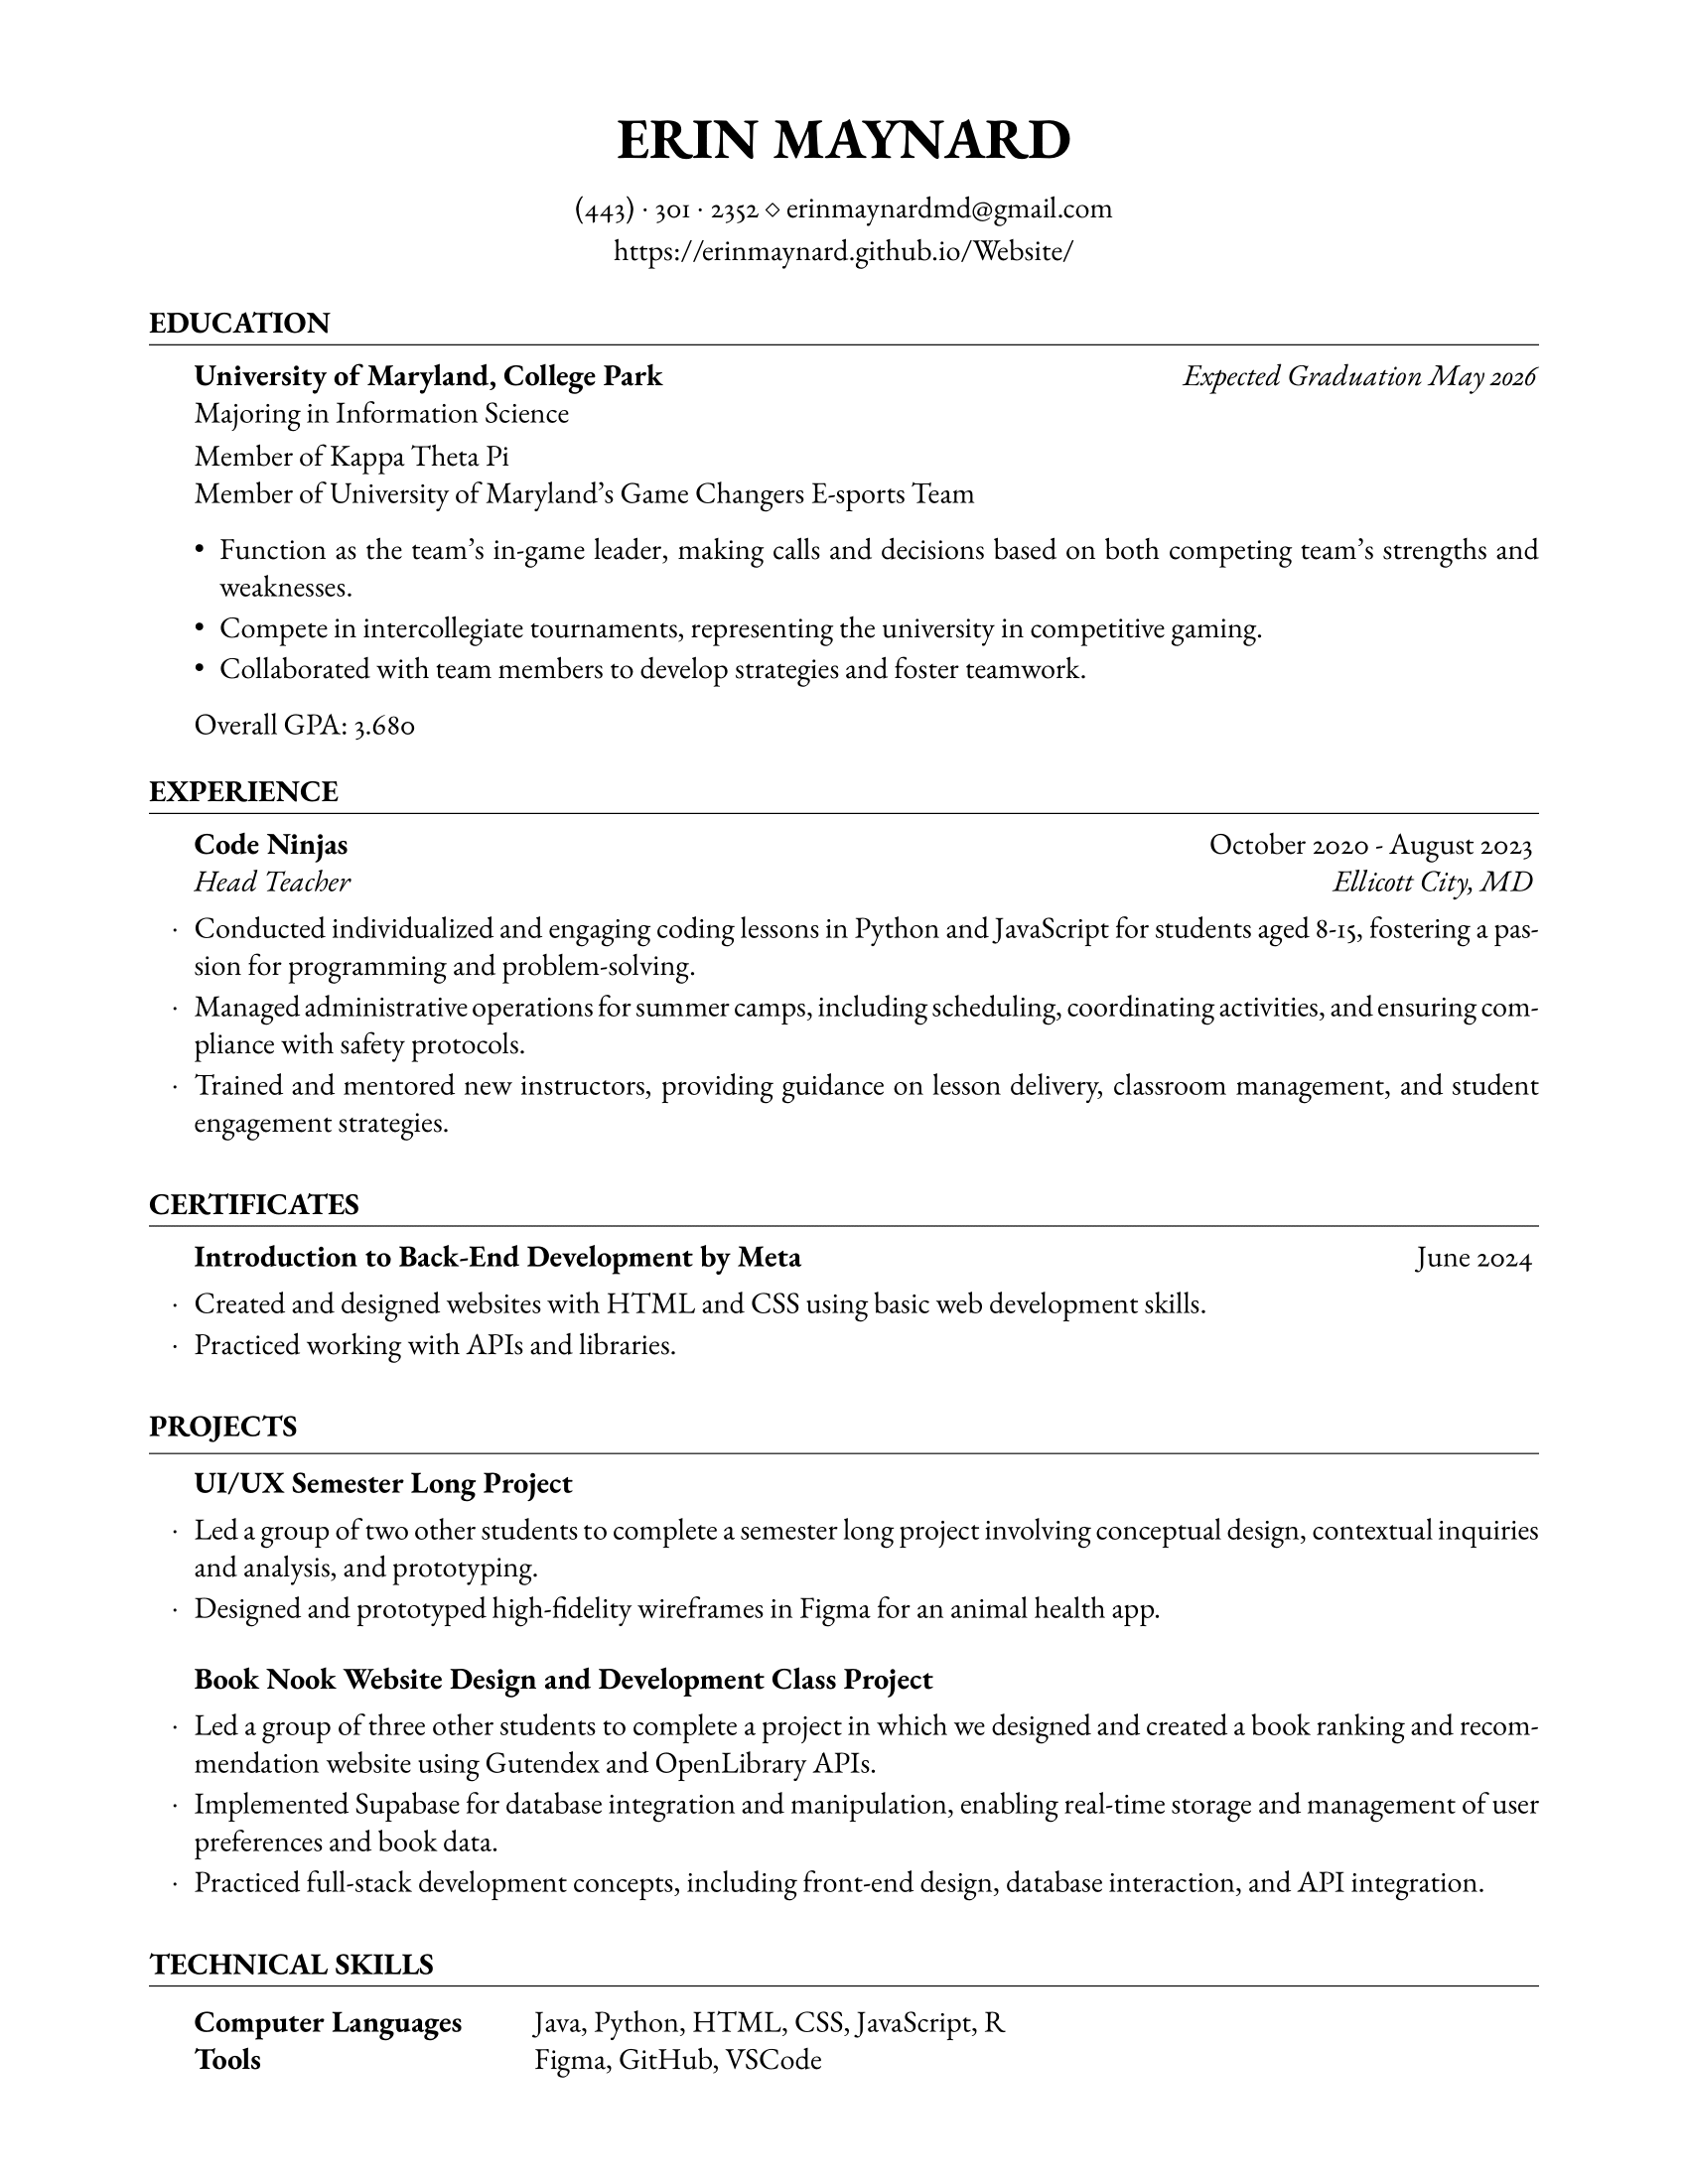 ERIN MAYNARD
(443) · 301 · 2352 ⋄ erinmaynardmd@gmail.com
https://erinmaynard.github.io/Website/
EDUCATION
University of Maryland, College Park Expected Graduation May 2026
Majoring in Information Science
Member of Kappa Theta Pi
Member of University of Maryland’s Game Changers E-sports Team
• Function as the team’s in-game leader, making calls and decisions based on both competing team’s strengths and
weaknesses.
• Compete in intercollegiate tournaments, representing the university in competitive gaming.
• Collaborated with team members to develop strategies and foster teamwork.
Overall GPA: 3.680
EXPERIENCE
Code Ninjas October 2020 - August 2023
Head Teacher Ellicott City, MD
· Conducted individualized and engaging coding lessons in Python and JavaScript for students aged 8-15, fostering a pas-
sion for programming and problem-solving.
· Managed administrative operations for summer camps, including scheduling, coordinating activities, and ensuring com-
pliance with safety protocols.
· Trained and mentored new instructors, providing guidance on lesson delivery, classroom management, and student
engagement strategies.
CERTIFICATES
Introduction to Back-End Development by Meta June 2024
· Created and designed websites with HTML and CSS using basic web development skills.
· Practiced working with APIs and libraries.
PROJECTS
UI/UX Semester Long Project
· Led a group of two other students to complete a semester long project involving conceptual design, contextual inquiries
and analysis, and prototyping.
· Designed and prototyped high-fidelity wireframes in Figma for an animal health app.
Book Nook Website Design and Development Class Project
· Led a group of three other students to complete a project in which we designed and created a book ranking and recom-
mendation website using Gutendex and OpenLibrary APIs.
· Implemented Supabase for database integration and manipulation, enabling real-time storage and management of user
preferences and book data.
· Practiced full-stack development concepts, including front-end design, database interaction, and API integration.
TECHNICAL SKILLS
Computer Languages Java, Python, HTML, CSS, JavaScript, R
Tools Figma, GitHub, VSCode